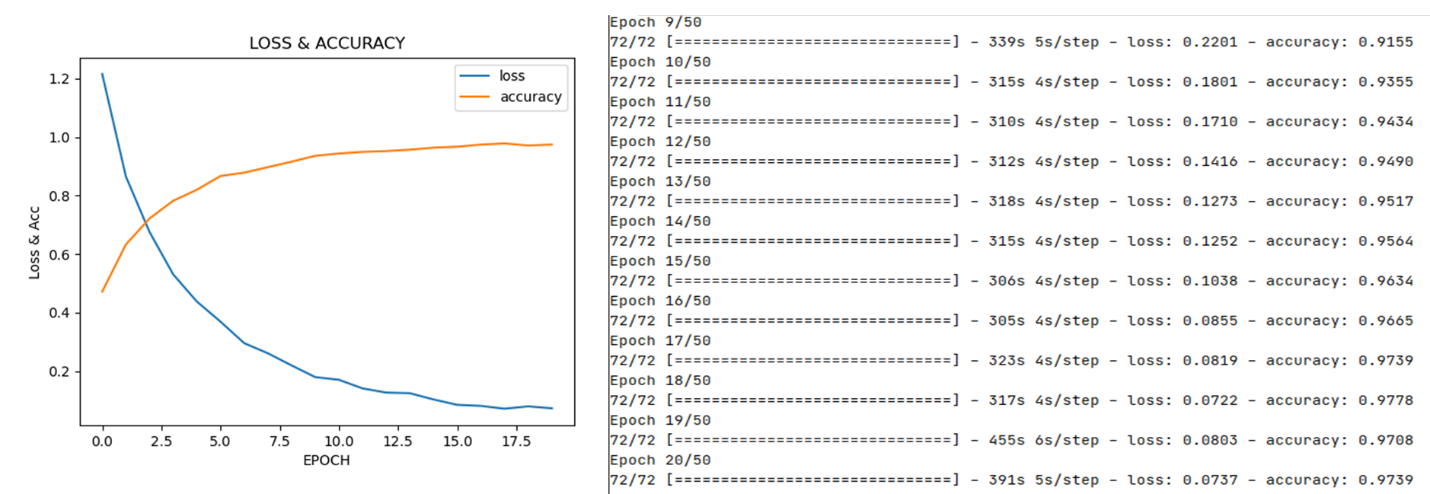 LOSS & ACCURACY
loss
accuracy
Loss & Acc
1.2
1.0
0.8
0.6
0.4
0.2
0.0 2.5 5.0 7.5 10.0 12.5 15.0 17.5
EPOCH
Epoch 9/50
72/72 [==============================] - 339s 5s/step - loss: 0.2201 - accuracy: 0.9155
Epoch 10/50
72/72 [==============================] - 315s 4s/step - loss: 0.1801 - accuracy: 0.9355
Epoch 11/50
72/72 [==============================] - 310s 4s/step - loss: 0.1710 - accuracy: 0.9434
Epoch 12/50
72/72 [==============================] - 312s 4s/step - loss: 0.1416 - accuracy: 0.9490
Epoch 13/50
72/72 [==============================] - 318s 4s/step - loss: 0.1273 - accuracy: 0.9517
Epoch 14/50
72/72 [==============================] - 315s 4s/step - loss: 0.1252 - accuracy: 0.9564
Epoch 15/50
72/72 [==============================] - 306s 4s/step - loss: 0.1038 - accuracy: 0.9634
Epoch 16/50
72/72 [==============================] - 305s 4s/step - loss: 0.0855 - accuracy: 0.9665
Epoch 17/50
72/72 [==============================] - 323s 4s/step - loss: 0.0819 - accuracy: 0.9739
Epoch 18/50
72/72 [==============================] - 317s 4s/step - loss: 0.0722 - accuracy: 0.9778
Epoch 19/50
72/72 [==============================] - 455s 6s/step - loss: 0.0803 - accuracy: 0.9708
Epoch 20/50
72/72 [==============================] - 391s 5s/step - loss: 0.0737 - accuracy: 0.9739